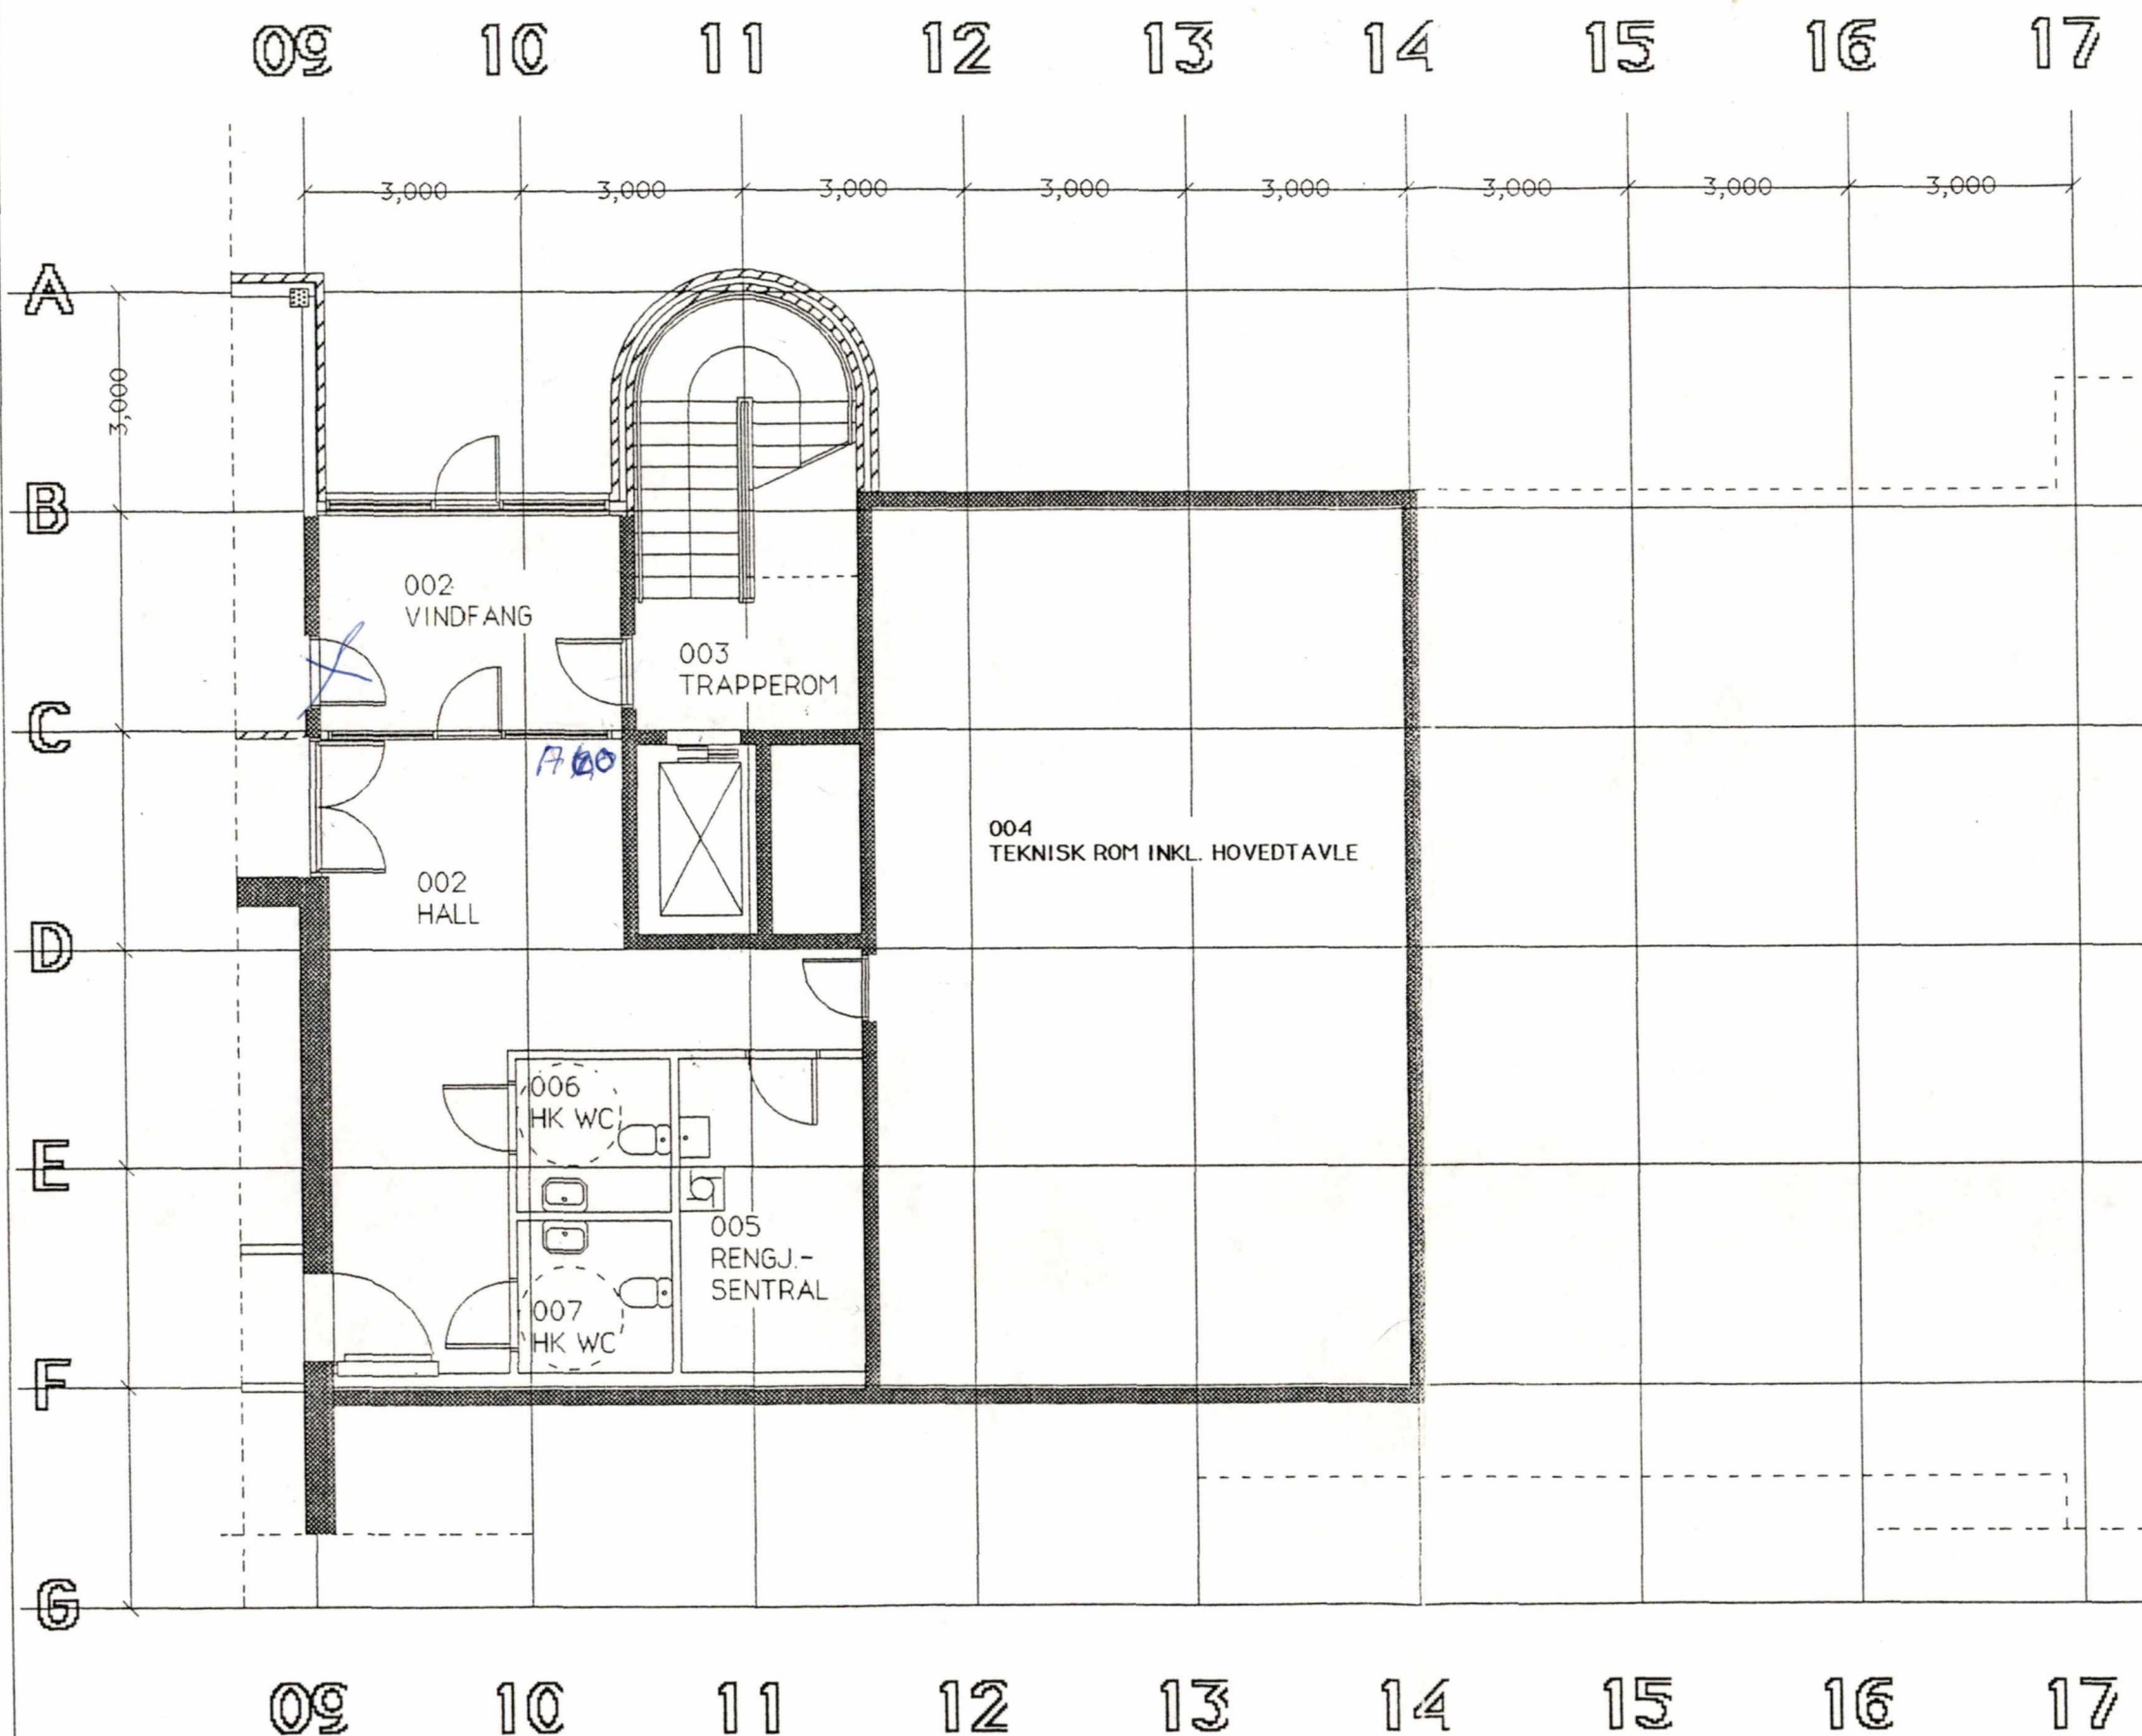 09 10 11 12 13 14 15 16 17
3,000 3,000 3,000 3,000 3,000 3,000 3,000 3,000
A
3,000
B
002
VINDFANG
003
TRAPPEROM
C
A60
004
TEKNISK ROM INKL. HOVEDTAVLE
002
HALL
D
006
HK WC
E
005
RENGJ.-
SENTRAL
007
HK WC
F
G
09 10 11 12 13 14 15 16 17